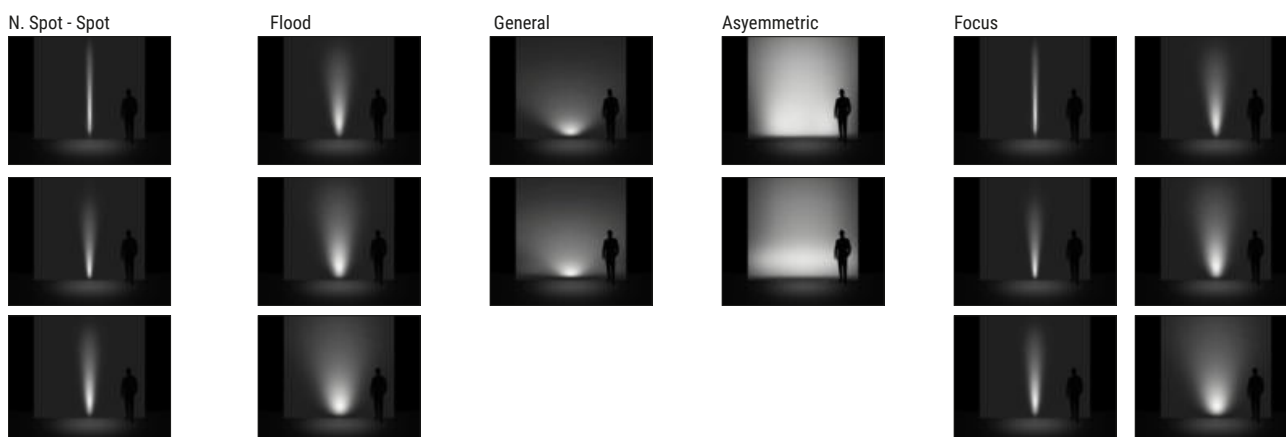 N. Spot - Spot
Flood
General
Asyemmetric
Focus